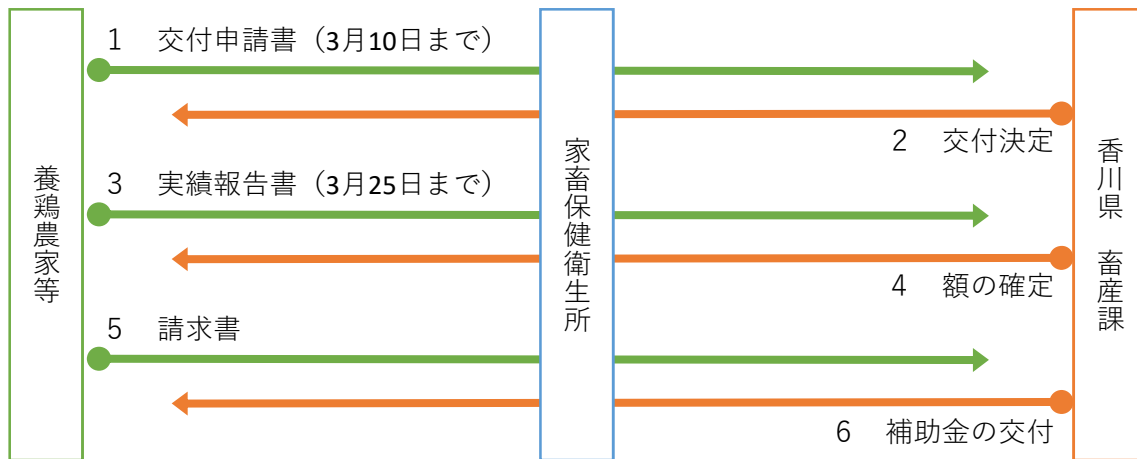 1 交付申請書（3月10日まで）
2 交付決定
3 実績報告書（3月25日まで）
4 額の確定
5 請求書
6 補助金の交付
養鶏農家等
家畜保健衛生所
香川県 畜産課